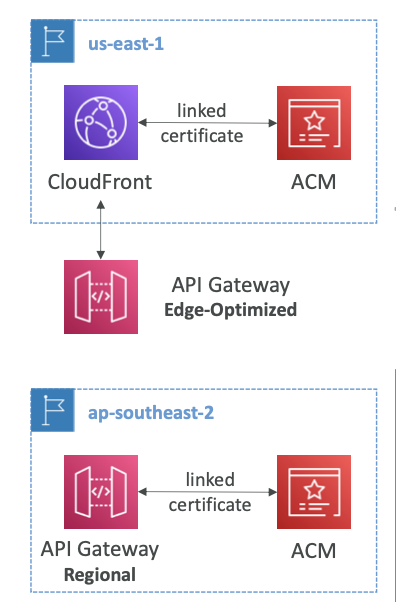 us-east-1
linked
certificate
CloudFront
ACM
API Gateway
Edge-Optimized
ap-southeast-2
linked
certificate
API Gateway
Regional
ACM